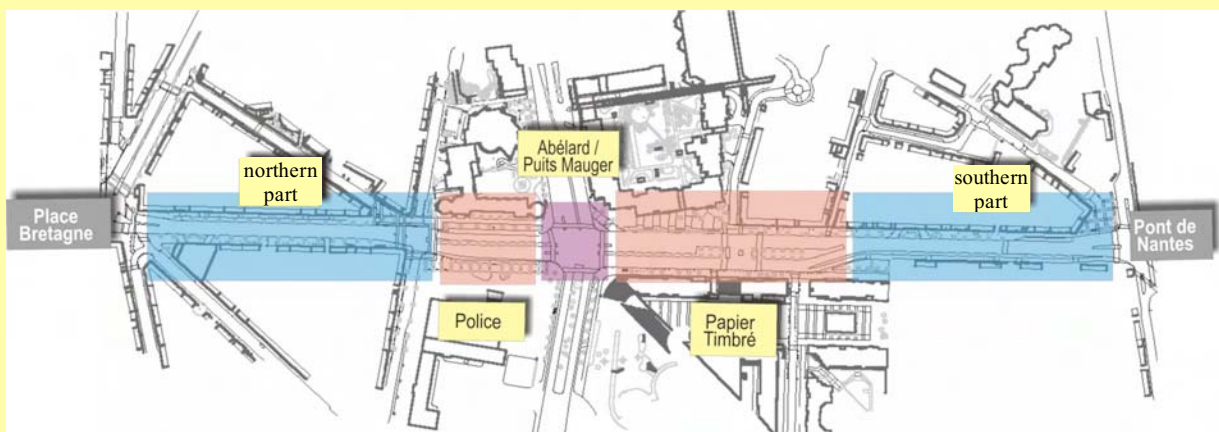 Place
Bretagne
northern
part
Police
Abélard /
Puits Mauger
Papier
Timbré
southern
part
Pont de
Nantes